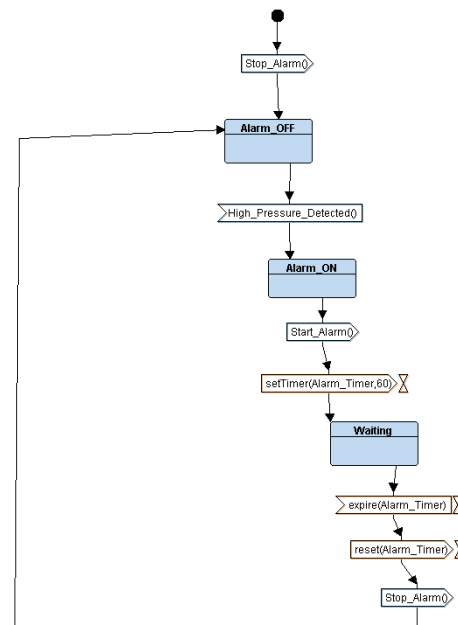 Stop_Alarm()
Alarm_OFF
High_Pressure_Detected()
Alarm_ON
Start_Alarm()
setTimer(Alarm_Timer,60)
Waiting
expire(Alarm_Timer)
reset(Alarm_Timer)
Stop_Alarm()